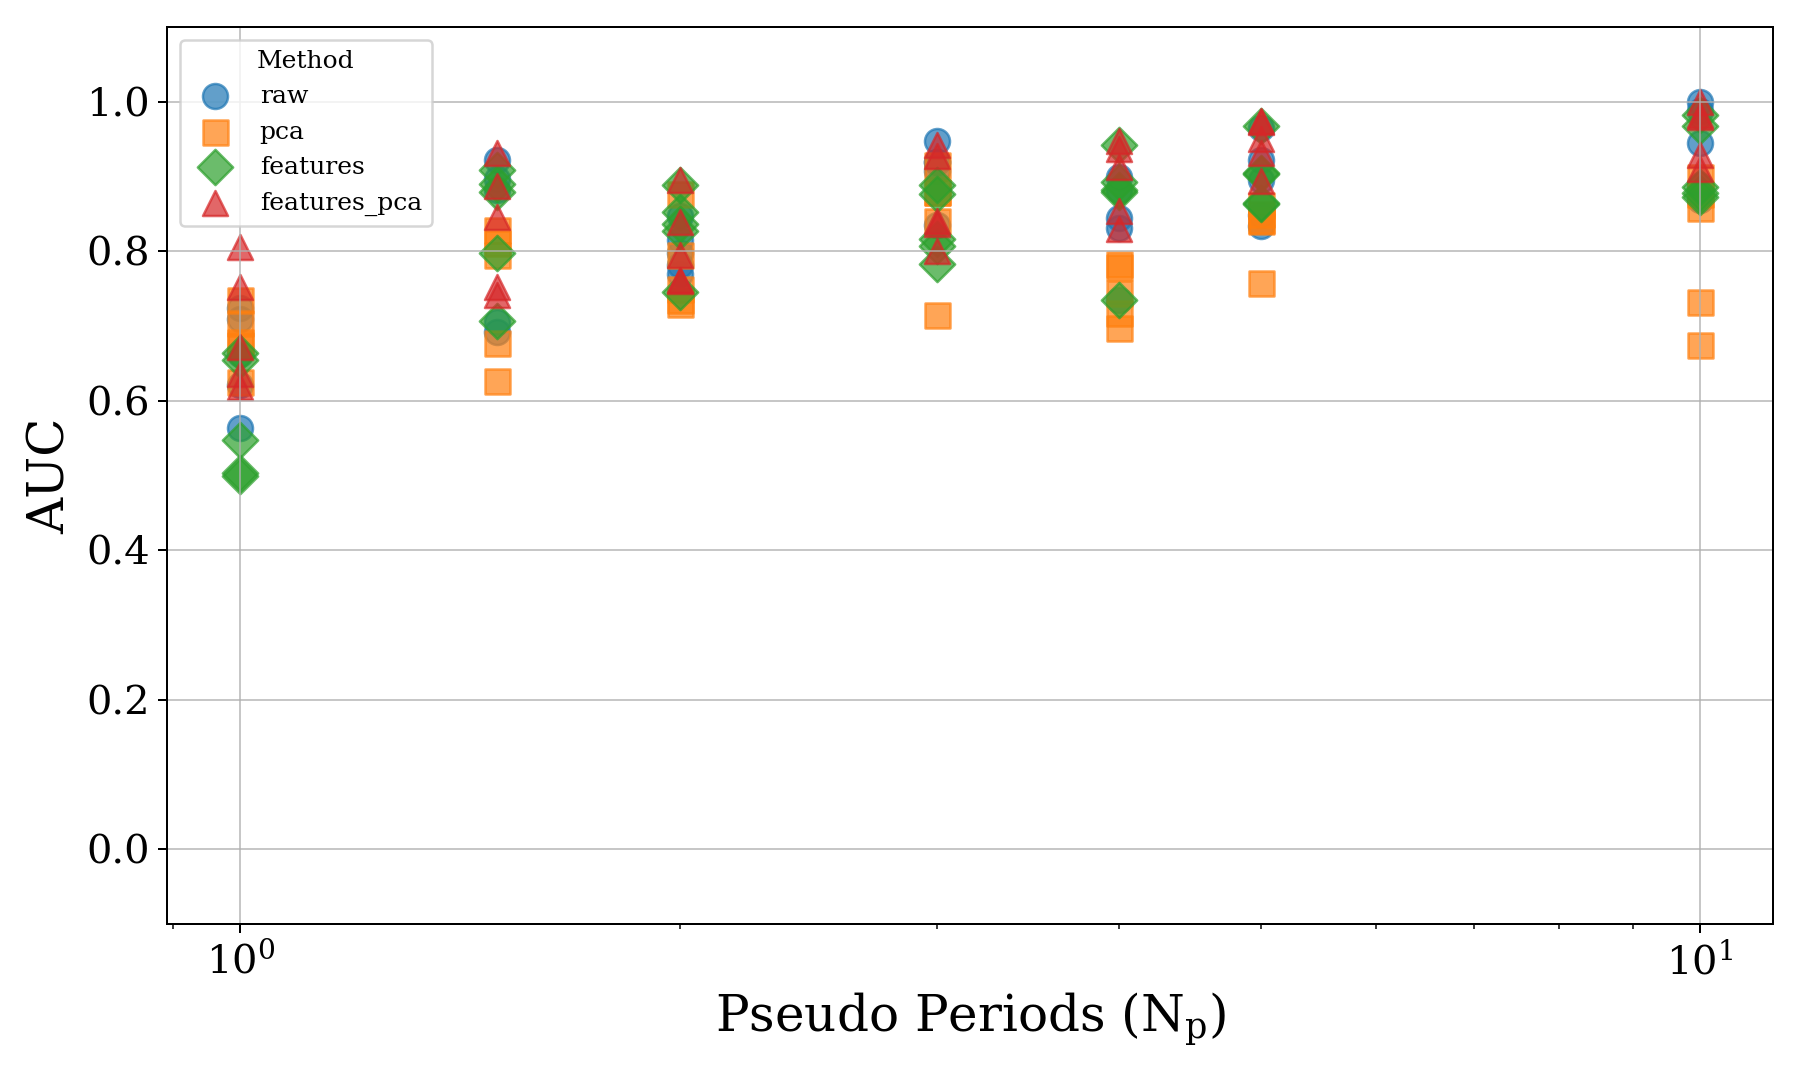 Method
raw
pca
features
features_pca
1.0
0.8
0.6
0.4
0.2
0.0
AUC
10⁰
10¹
Pseudo Periods (Nₚ)